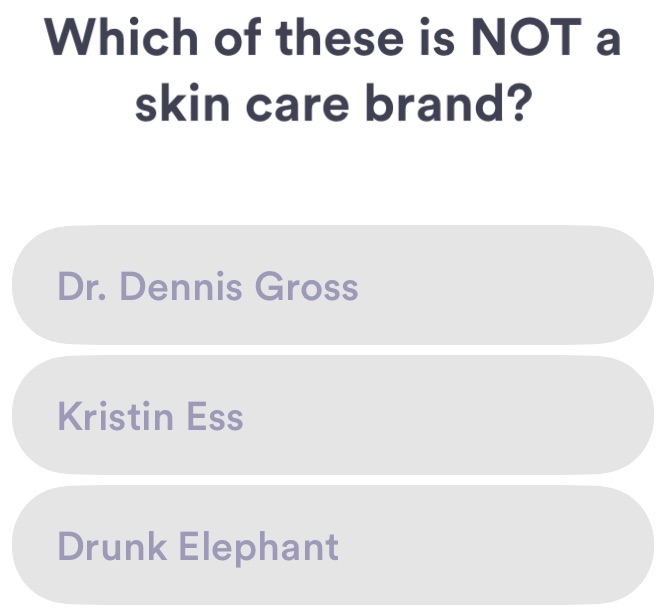 Which of these is NOT a
skin care brand?
Dr. Dennis Gross
Kristin Ess
Drunk Elephant